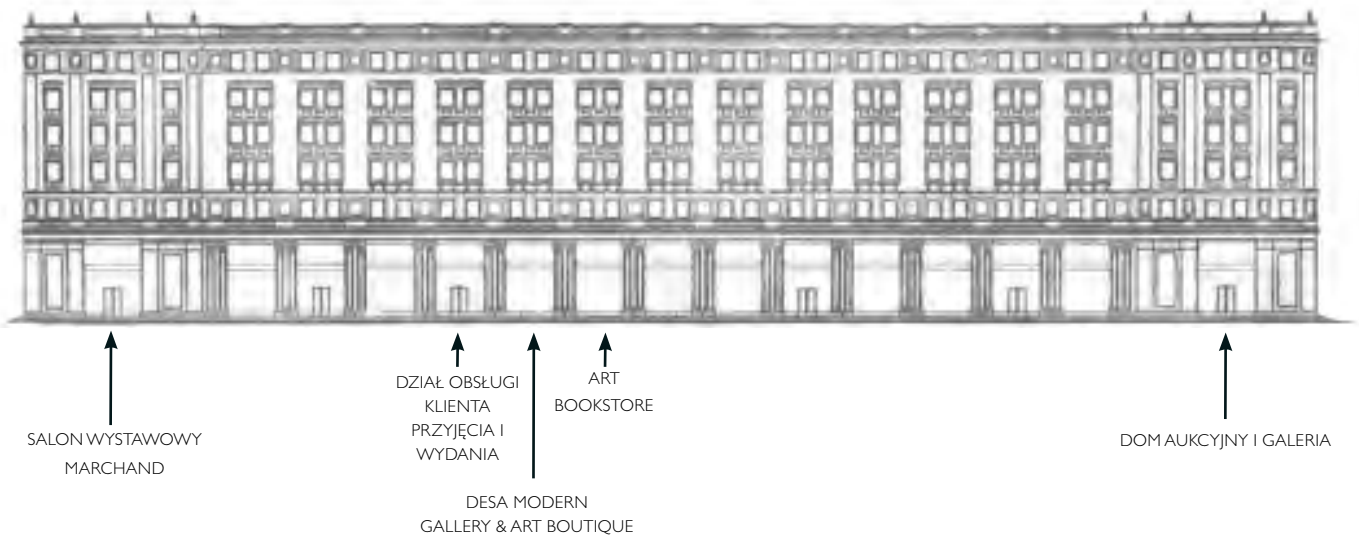 SALON WYSTAWOWY
MARCHAND
DZIAŁ OBSŁUGI
KLIENTA
PRZYJĘCIA I
WYDANIA
DESA MODERN
GALLERY & ART BOUTIQUE
ART
BOOKSTORE
DOM AUKCYJNY I GALERIA